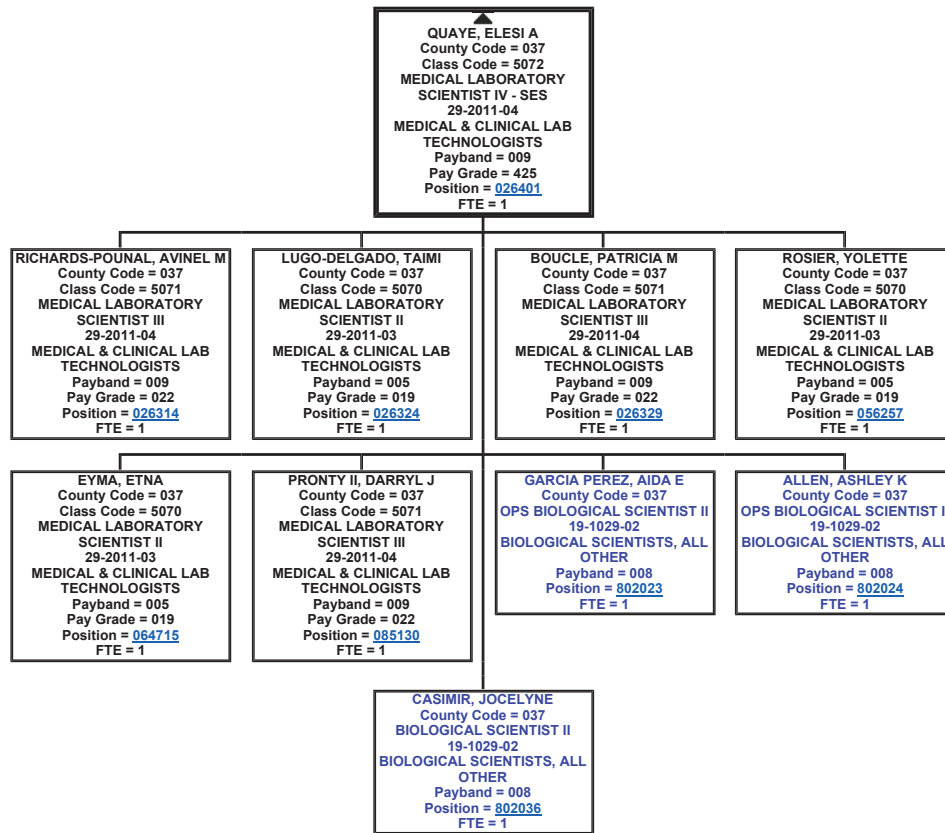 QUAYE, ELESI A
County Code = 037
Class Code = 5072
MEDICAL LABORATORY
SCIENTIST IV - SES
29-2011-04
MEDICAL & CLINICAL LAB
TECHNOLOGISTS
Payband = 009
Pay Grade = 425
Position = 026401
FTE = 1
RICHARDS-POUNAL, AVINEL M
County Code = 037
Class Code = 5071
MEDICAL LABORATORY
SCIENTIST III
29-2011-04
MEDICAL & CLINICAL LAB
TECHNOLOGISTS
Payband = 009
Pay Grade = 022
Position = 026314
FTE = 1
LUGO-DELGADO, TAIMI
County Code = 037
Class Code = 5070
MEDICAL LABORATORY
SCIENTIST II
29-2011-03
MEDICAL & CLINICAL LAB
TECHNOLOGISTS
Payband = 005
Pay Grade = 019
Position = 026324
FTE = 1
BOUCLE, PATRICIA M
County Code = 037
Class Code = 5071
MEDICAL LABORATORY
SCIENTIST III
29-2011-04
MEDICAL & CLINICAL LAB
TECHNOLOGISTS
Payband = 009
Pay Grade = 022
Position = 026329
FTE = 1
ROSIER, YOLETTE
County Code = 037
Class Code = 5070
MEDICAL LABORATORY
SCIENTIST II
29-2011-03
MEDICAL & CLINICAL LAB
TECHNOLOGISTS
Payband = 005
Pay Grade = 019
Position = 056257
FTE = 1
EYMA, ETNA
County Code = 037
Class Code = 5070
MEDICAL LABORATORY
SCIENTIST II
29-2011-03
MEDICAL & CLINICAL LAB
TECHNOLOGISTS
Payband = 005
Pay Grade = 019
Position = 064715
FTE = 1
PRONTY II, DARRYL J
County Code = 037
Class Code = 5071
MEDICAL LABORATORY
SCIENTIST III
29-2011-04
MEDICAL & CLINICAL LAB
TECHNOLOGISTS
Payband = 009
Pay Grade = 022
Position = 085130
FTE = 1
GARCIA PEREZ, AIDA E
County Code = 037
OPS BIOLOGICAL SCIENTIST II
19-1029-02
BIOLOGICAL SCIENTISTS, ALL
OTHER
Payband = 008
Position = 802023
FTE = 1
ALLEN, ASHLEY K
County Code = 037
OPS BIOLOGICAL SCIENTIST
19-1029-02
BIOLOGICAL SCIENTISTS, ALL
OTHER
Payband = 008
Position = 802024
FTE = 1
CASIMIR, JOCELYNE
County Code = 037
BIOLOGICAL SCIENTIST II
19-1029-02
BIOLOGICAL SCIENTISTS, ALL
OTHER
Payband = 008
Position = 802036
FTE = 1